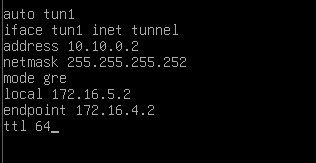 auto tun1
iface tun1 inet tunnel
address 10.10.0.2
netmask 255.255.255.252
mode gre
local 172.16.5.2
endpoint 172.16.4.2
ttl 64